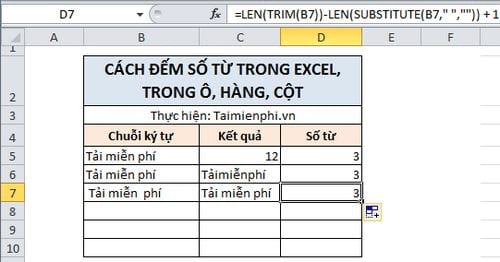 D7 fx =LEN(TRIM(B7))-LEN(SUBSTITUTE(B7," ","")) + 1
A B C D E F
1
2 CÁCH ĐẾM SỐ TỪ TRONG EXCEL,
TRONG Ô, HÀNG, CỘT
3 Thực hiện: Taimienphi.vn
4 Chuỗi ký tự Kết quả Số từ
5 Tải miễn phí 12 3
6 Tải miễn phí Tảimiễnphí 3
7 Tải miễn  phí Tải miễn phí 3
8
9
10